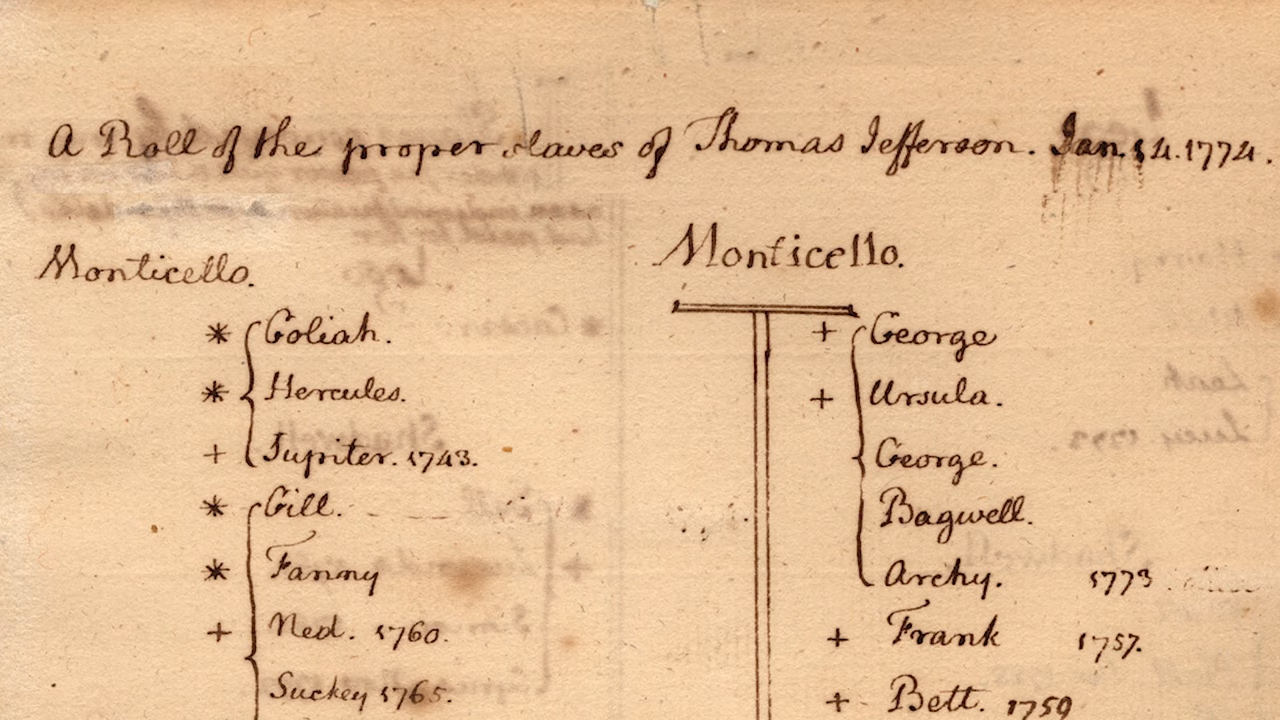 A Roll of the proper slaves of Thomas Jefferson. Jan. 14. 1774.
Monticello.
* Goliah.
* Hercules.
+ Jupiter. 1743.
* Gill.
* Fanny
+ Ned. 1760.
Suckey 1765.
Monticello.
+ George
+ Ursula.
George.
Bagwell.
Archy. 1773
+ Frank 1757.
+ Bett. 1759